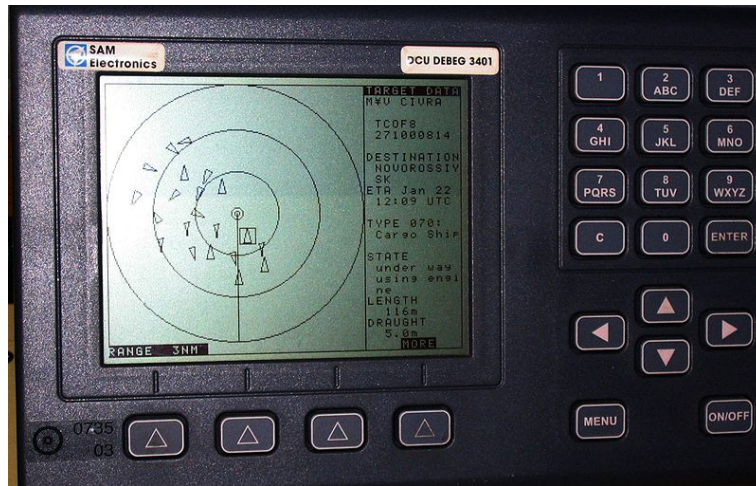 SAM
Electronics
DCU DEBEG 3401
TARGET DATA
M¥V CIVRA
TCOF8
271000814
DESTINATION
NOVOROSSIY
SK
ETA Jan 22
12:09 UTC
TYPE 070:
Cargo Ship
STATE
under way
using engi
ne
LENGTH
116m
DRAUGHT
5.0m
MORE
RANGE 3NM
1
2
ABC
3
DEF
4
GHI
5
JKL
6
MNO
7
PQRS
8
TUV
9
WXYZ
C
0
ENTER
MENU
ON/OFF
0735
03